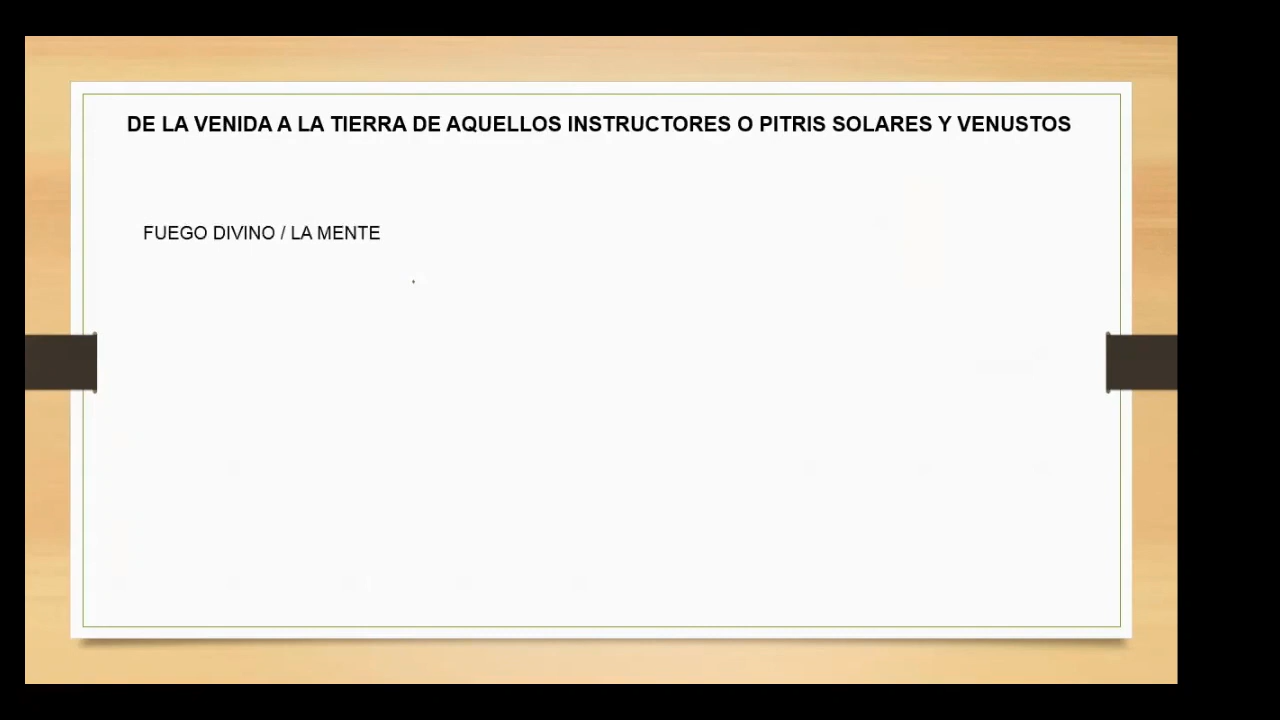 DE LA VENIDA A LA TIERRA DE AQUELLOS INSTRUCTORES O PITRIS SOLARES Y VENUSTOS
FUEGO DIVINO / LA MENTE